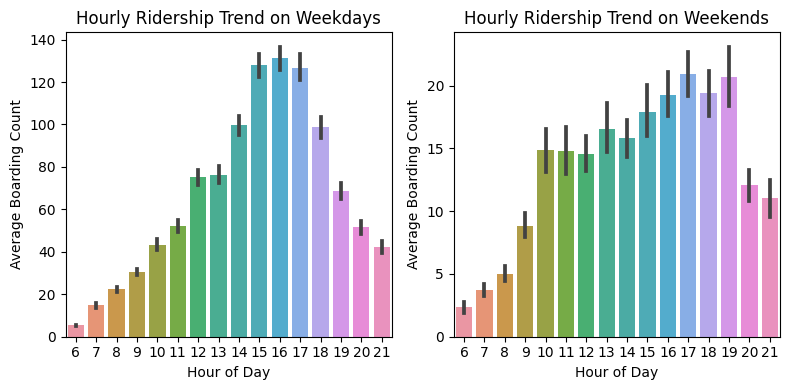 Hourly Ridership Trend on Weekdays
140
120
100
80
60
40
20
0
Average Boarding Count
6 7 8 9 10 11 12 13 14 15 16 17 18 19 20 21
Hour of Day
Hourly Ridership Trend on Weekends
20
15
10
5
0
Average Boarding Count
6 7 8 9 10 11 12 13 14 15 16 17 18 19 20 21
Hour of Day